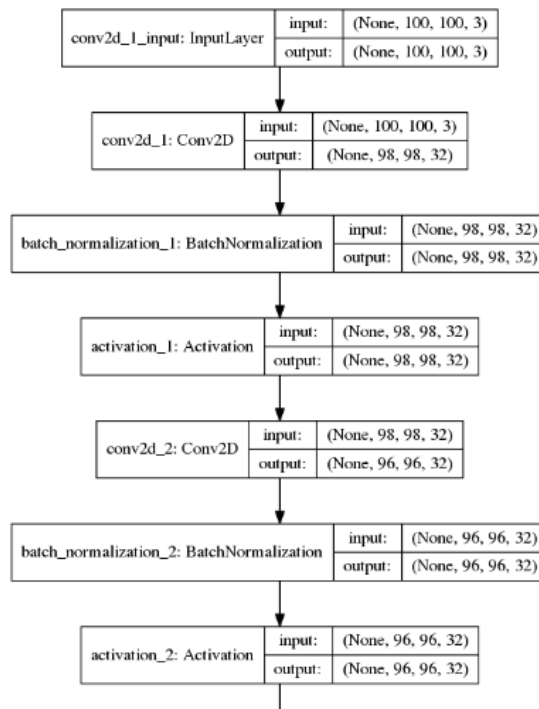 conv2d_1_input: InputLayer
input: (None, 100, 100, 3)
output: (None, 100, 100, 3)
conv2d_1: Conv2D
input: (None, 100, 100, 3)
output: (None, 98, 98, 32)
batch_normalization_1: BatchNormalization
input: (None, 98, 98, 32)
output: (None, 98, 98, 32)
activation_1: Activation
input: (None, 98, 98, 32)
output: (None, 98, 98, 32)
conv2d_2: Conv2D
input: (None, 98, 98, 32)
output: (None, 96, 96, 32)
batch_normalization_2: BatchNormalization
input: (None, 96, 96, 32)
output: (None, 96, 96, 32)
activation_2: Activation
input: (None, 96, 96, 32)
output: (None, 96, 96, 32)